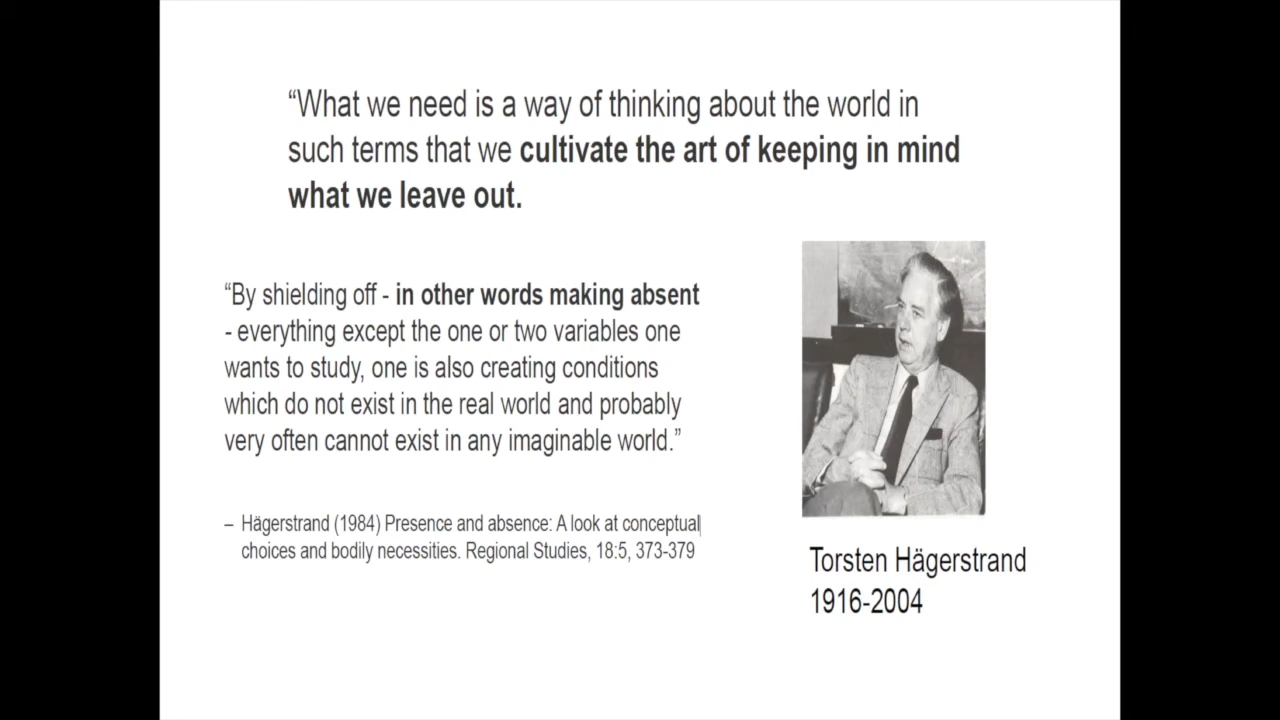 “What we need is a way of thinking about the world in
such terms that we cultivate the art of keeping in mind
what we leave out.
“By shielding off - in other words making absent
- everything except the one or two variables one
wants to study, one is also creating conditions
which do not exist in the real world and probably
very often cannot exist in any imaginable world.”
– Hägerstrand (1984) Presence and absence: A look at conceptual
choices and bodily necessities. Regional Studies, 18:5, 373-379
Torsten Hägerstrand
1916-2004